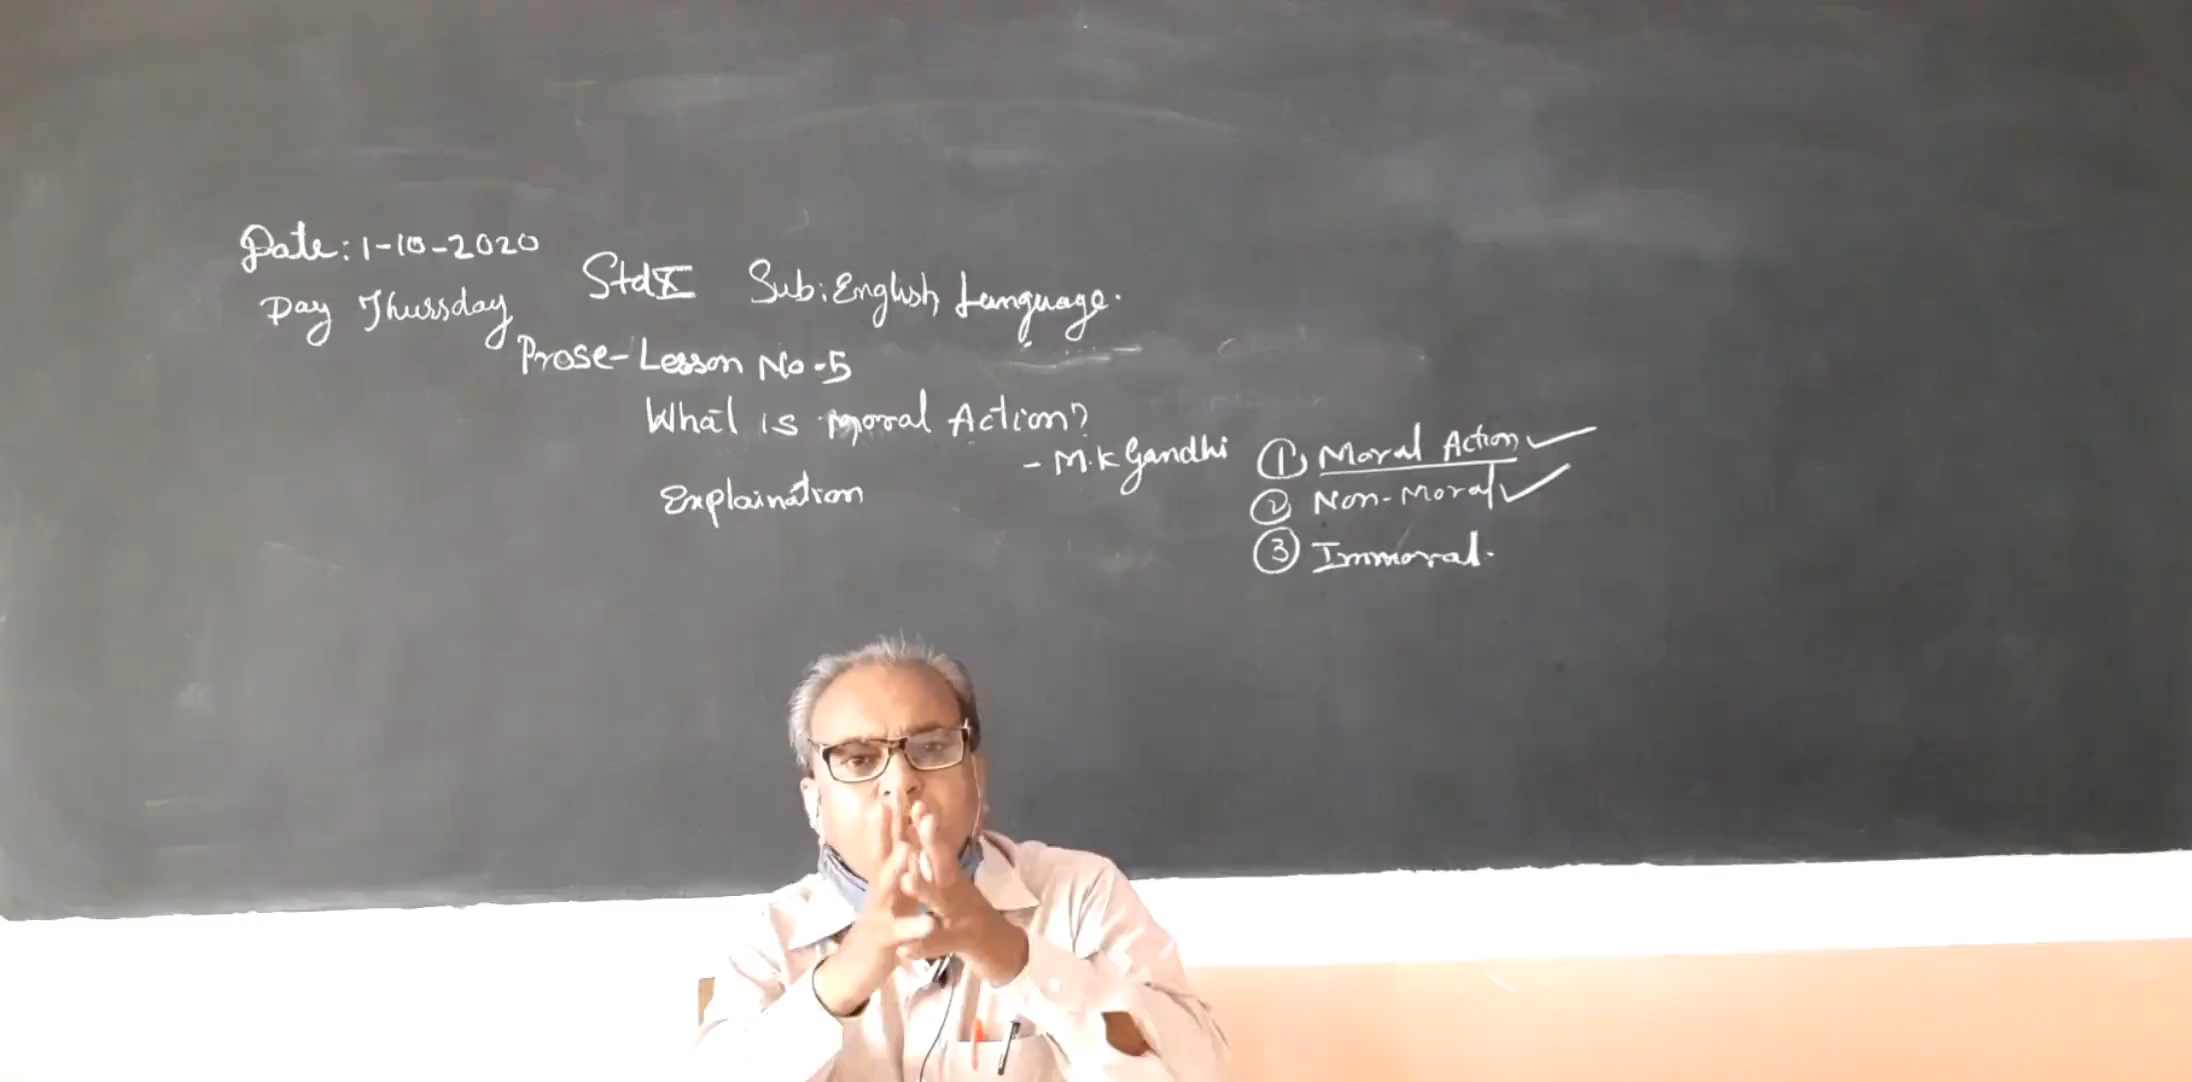 Date: 1-10-2020
Day Thursday
Std X Sub: English Language.
Prose-Lesson No-5
What is Moral Action?
- M.K Gandhi
Explaination
① Moral Action ✓
② Non-Moral ✓
③ Immoral.